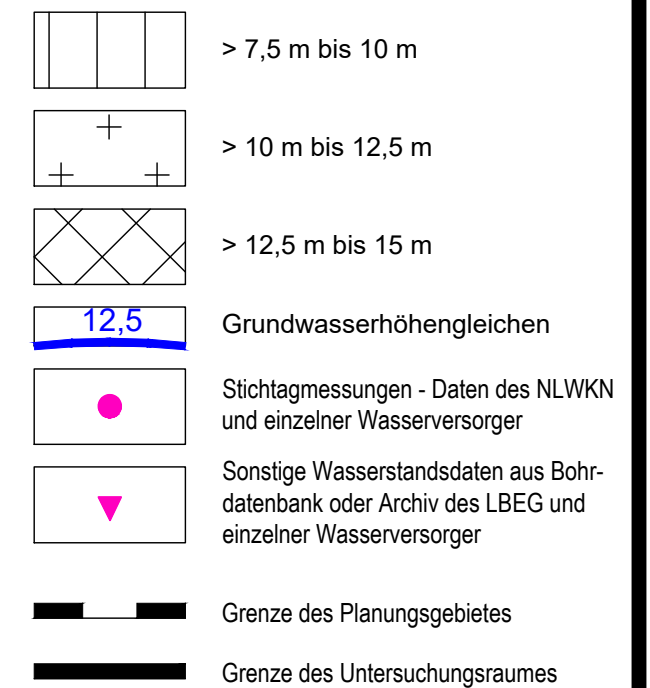 > 7,5 m bis 10 m
> 10 m bis 12,5 m
> 12,5 m bis 15 m
12,5 Grundwasserhöhengleichen
Stichtagmessungen - Daten des NLWKN
und einzelner Wasserversorger
Sonstige Wasserstandsdaten aus Bohr-
datenbank oder Archiv des LBEG und
einzelner Wasserversorger
Grenze des Planungsgebietes
Grenze des Untersuchungsraumes